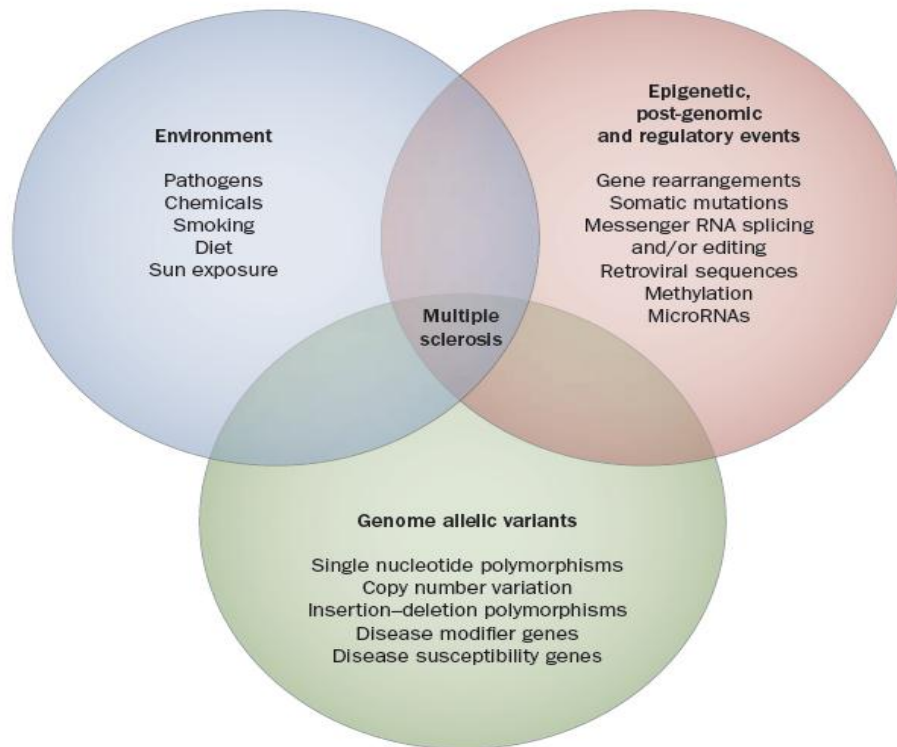 Environment
Pathogens
Chemicals
Smoking
Diet
Sun exposure
Epigenetic,
post-genomic
and regulatory events
Gene rearrangements
Somatic mutations
Messenger RNA splicing
and/or editing
Retroviral sequences
Methylation
MicroRNAs
Multiple
sclerosis
Genome allelic variants
Single nucleotide polymorphisms
Copy number variation
Insertion–deletion polymorphisms
Disease modifier genes
Disease susceptibility genes